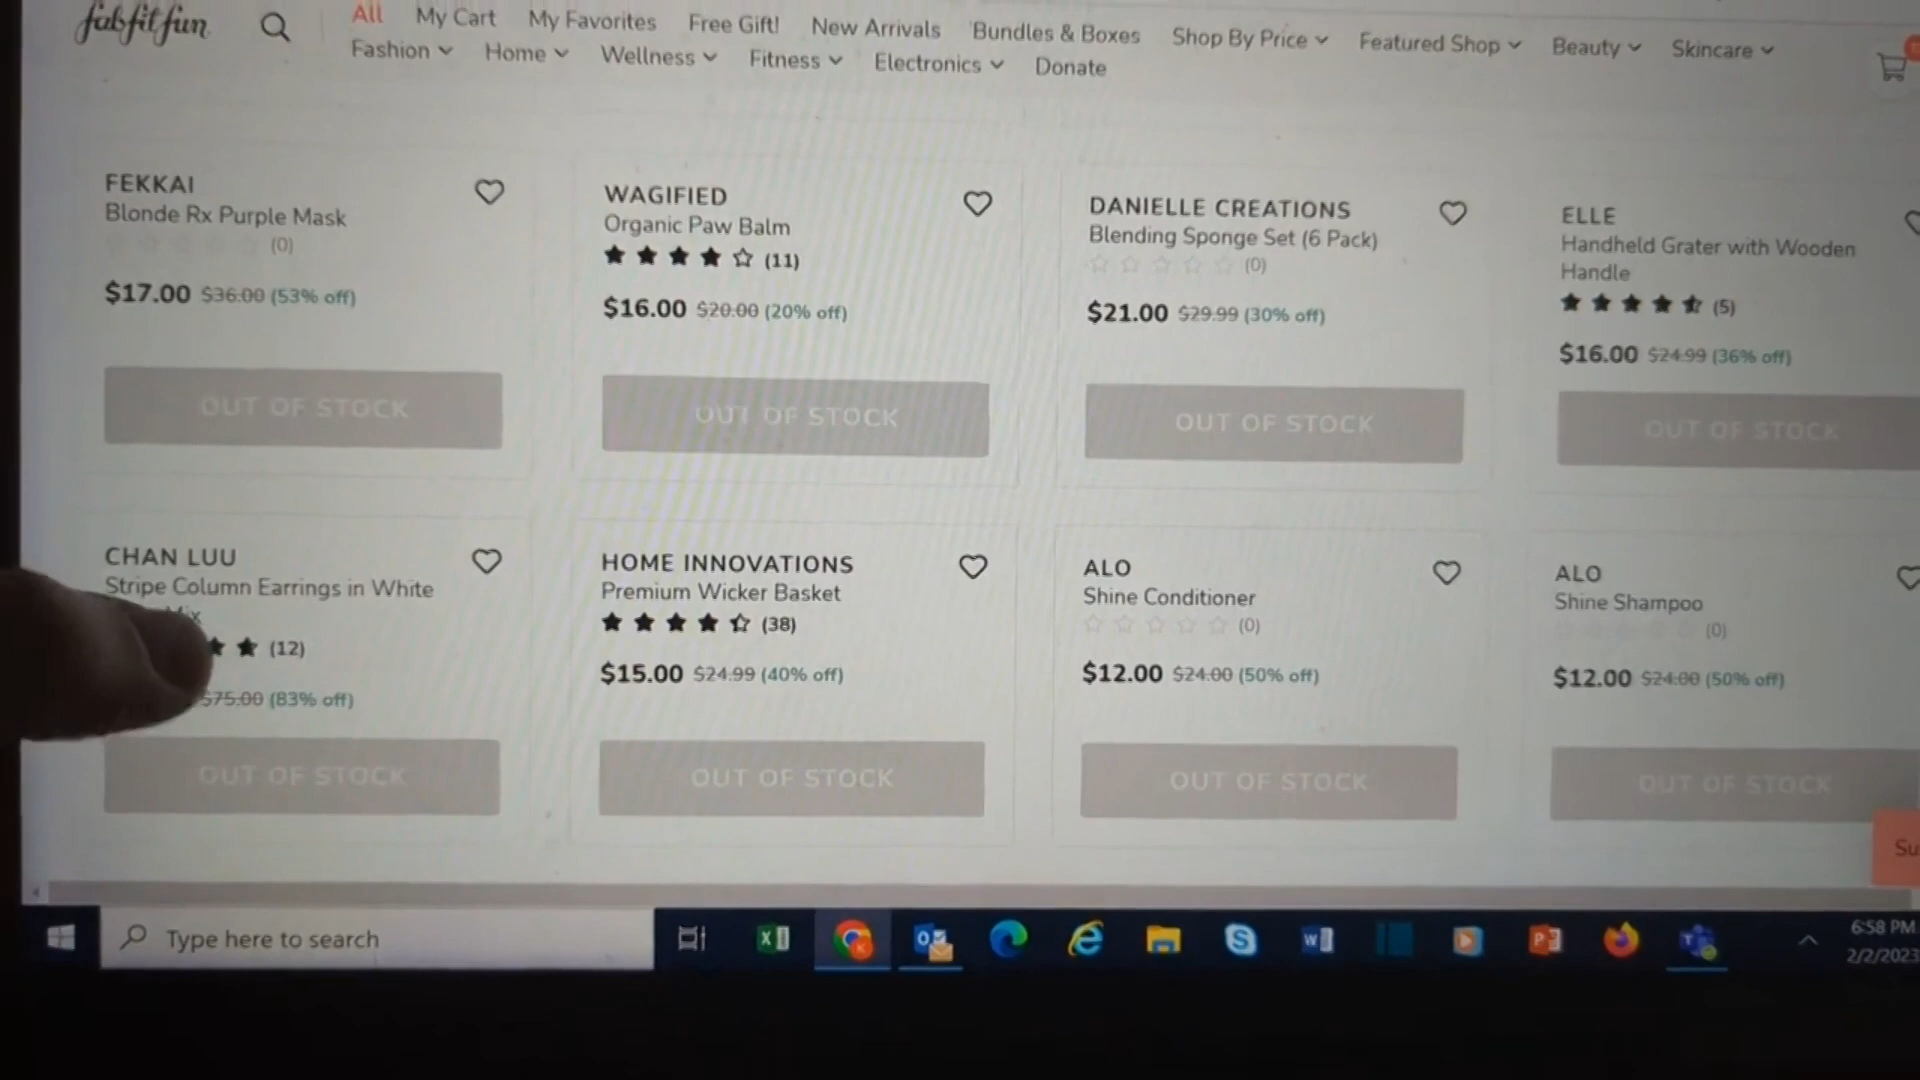 fabfitfun
All My Cart My Favorites Free Gift! New Arrivals Bundles & Boxes Shop By Price Featured Shop Beauty Skincare
Fashion Home Wellness Fitness Electronics Donate
FEKKAI
Blonde Rx Purple Mask
(0)
$17.00 $36.00 (53% off)
OUT OF STOCK
WAGIFIED
Organic Paw Balm
(11)
$16.00 $20.00 (20% off)
OUT OF STOCK
DANIELLE CREATIONS
Blending Sponge Set (6 Pack)
(0)
$21.00 $29.99 (30% off)
OUT OF STOCK
ELLE
Handheld Grater with Wooden
Handle
(5)
$16.00 $24.99 (36% off)
OUT OF STOCK
CHAN LUU
Stripe Column Earrings in White
Mix
(12)
$75.00 (83% off)
OUT OF STOCK
HOME INNOVATIONS
Premium Wicker Basket
(38)
$15.00 $24.99 (40% off)
OUT OF STOCK
ALO
Shine Conditioner
(0)
$12.00 $24.00 (50% off)
OUT OF STOCK
ALO
Shine Shampoo
(0)
$12.00 $24.00 (50% off)
OUT OF STOCK
Su
Type here to search
6:58 PM
2/2/2023